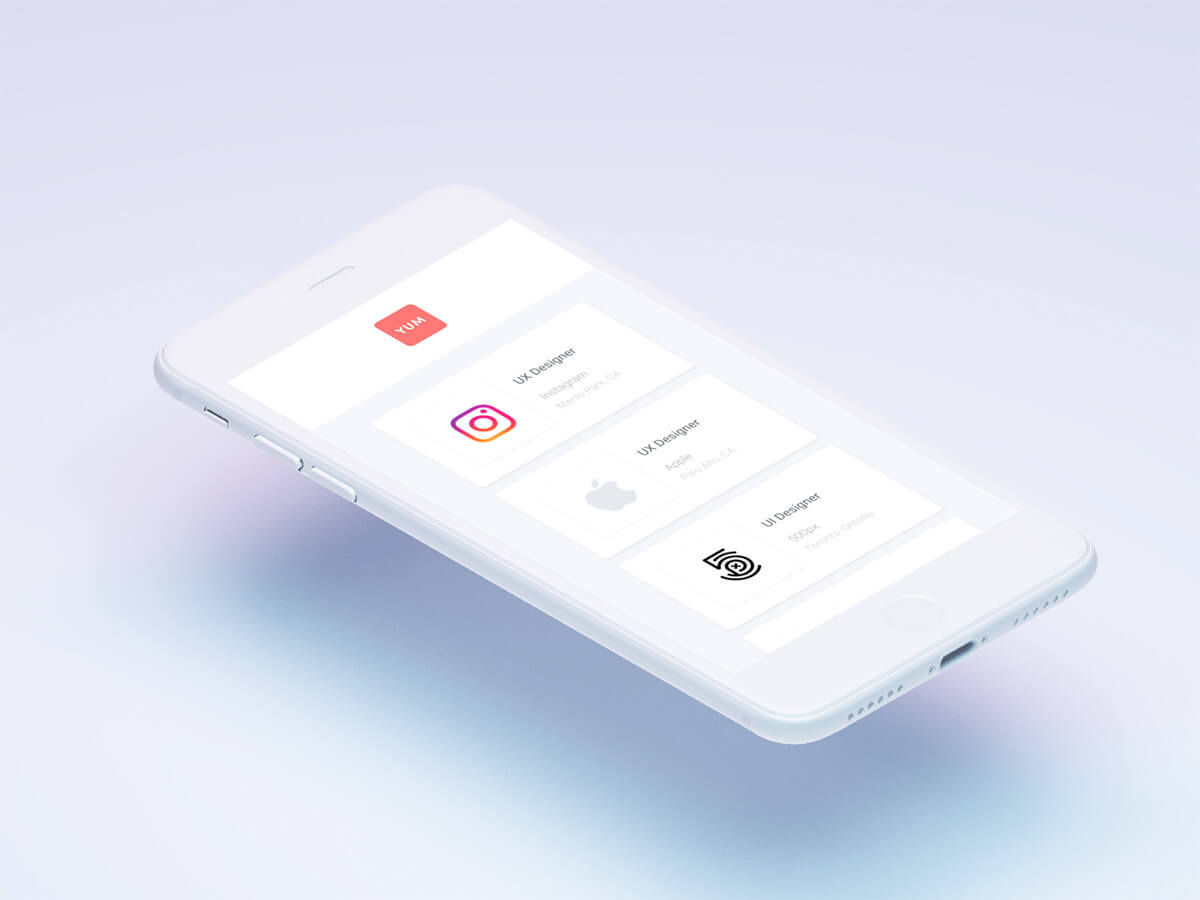 YUM
UX Designer
Instagram
Menlo Park, CA
UX Designer
Apple
Palo Alto, CA
UI Designer
500px
Toronto, Ontario